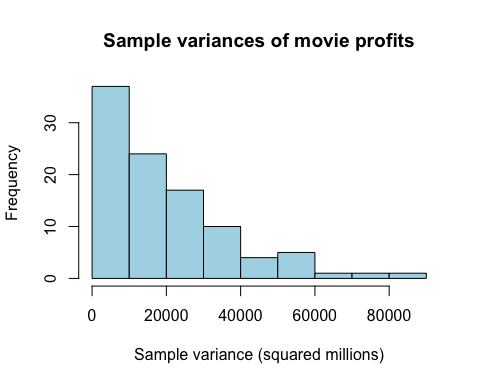 Sample variances of movie profits
Frequency
30
20
10
0
0 20000 40000 60000 80000
Sample variance (squared millions)